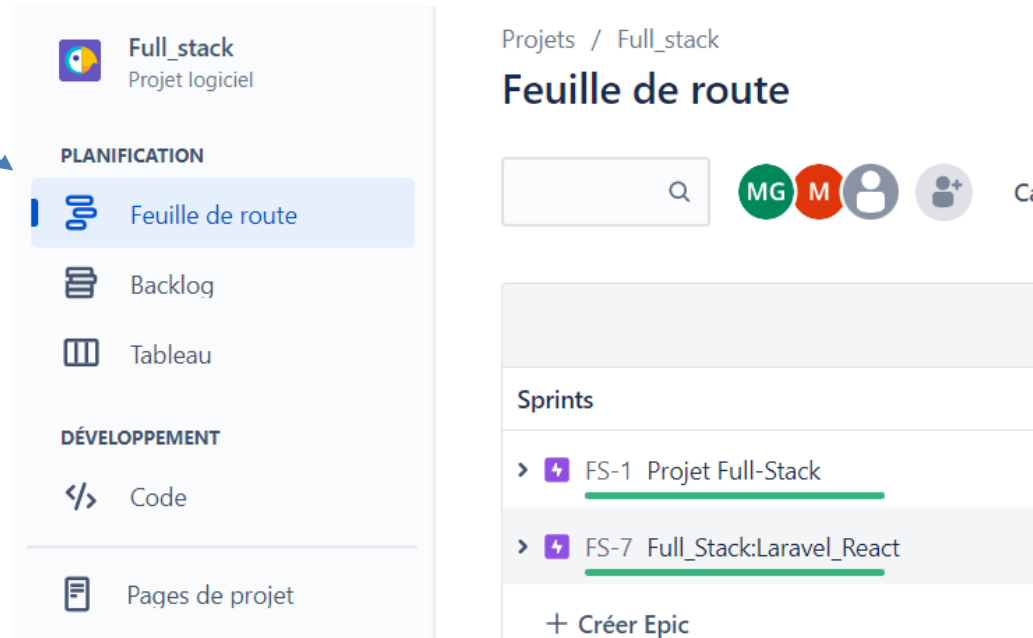 Full_stack
Projet logiciel
PLANIFICATION
Feuille de route
Backlog
Tableau
DÉVELOPPEMENT
Code
Pages de projet
Projets / Full_stack
Feuille de route
MG M Ca
Sprints
FS-1 Projet Full-Stack
FS-7 Full_Stack:Laravel_React
+ Créer Epic